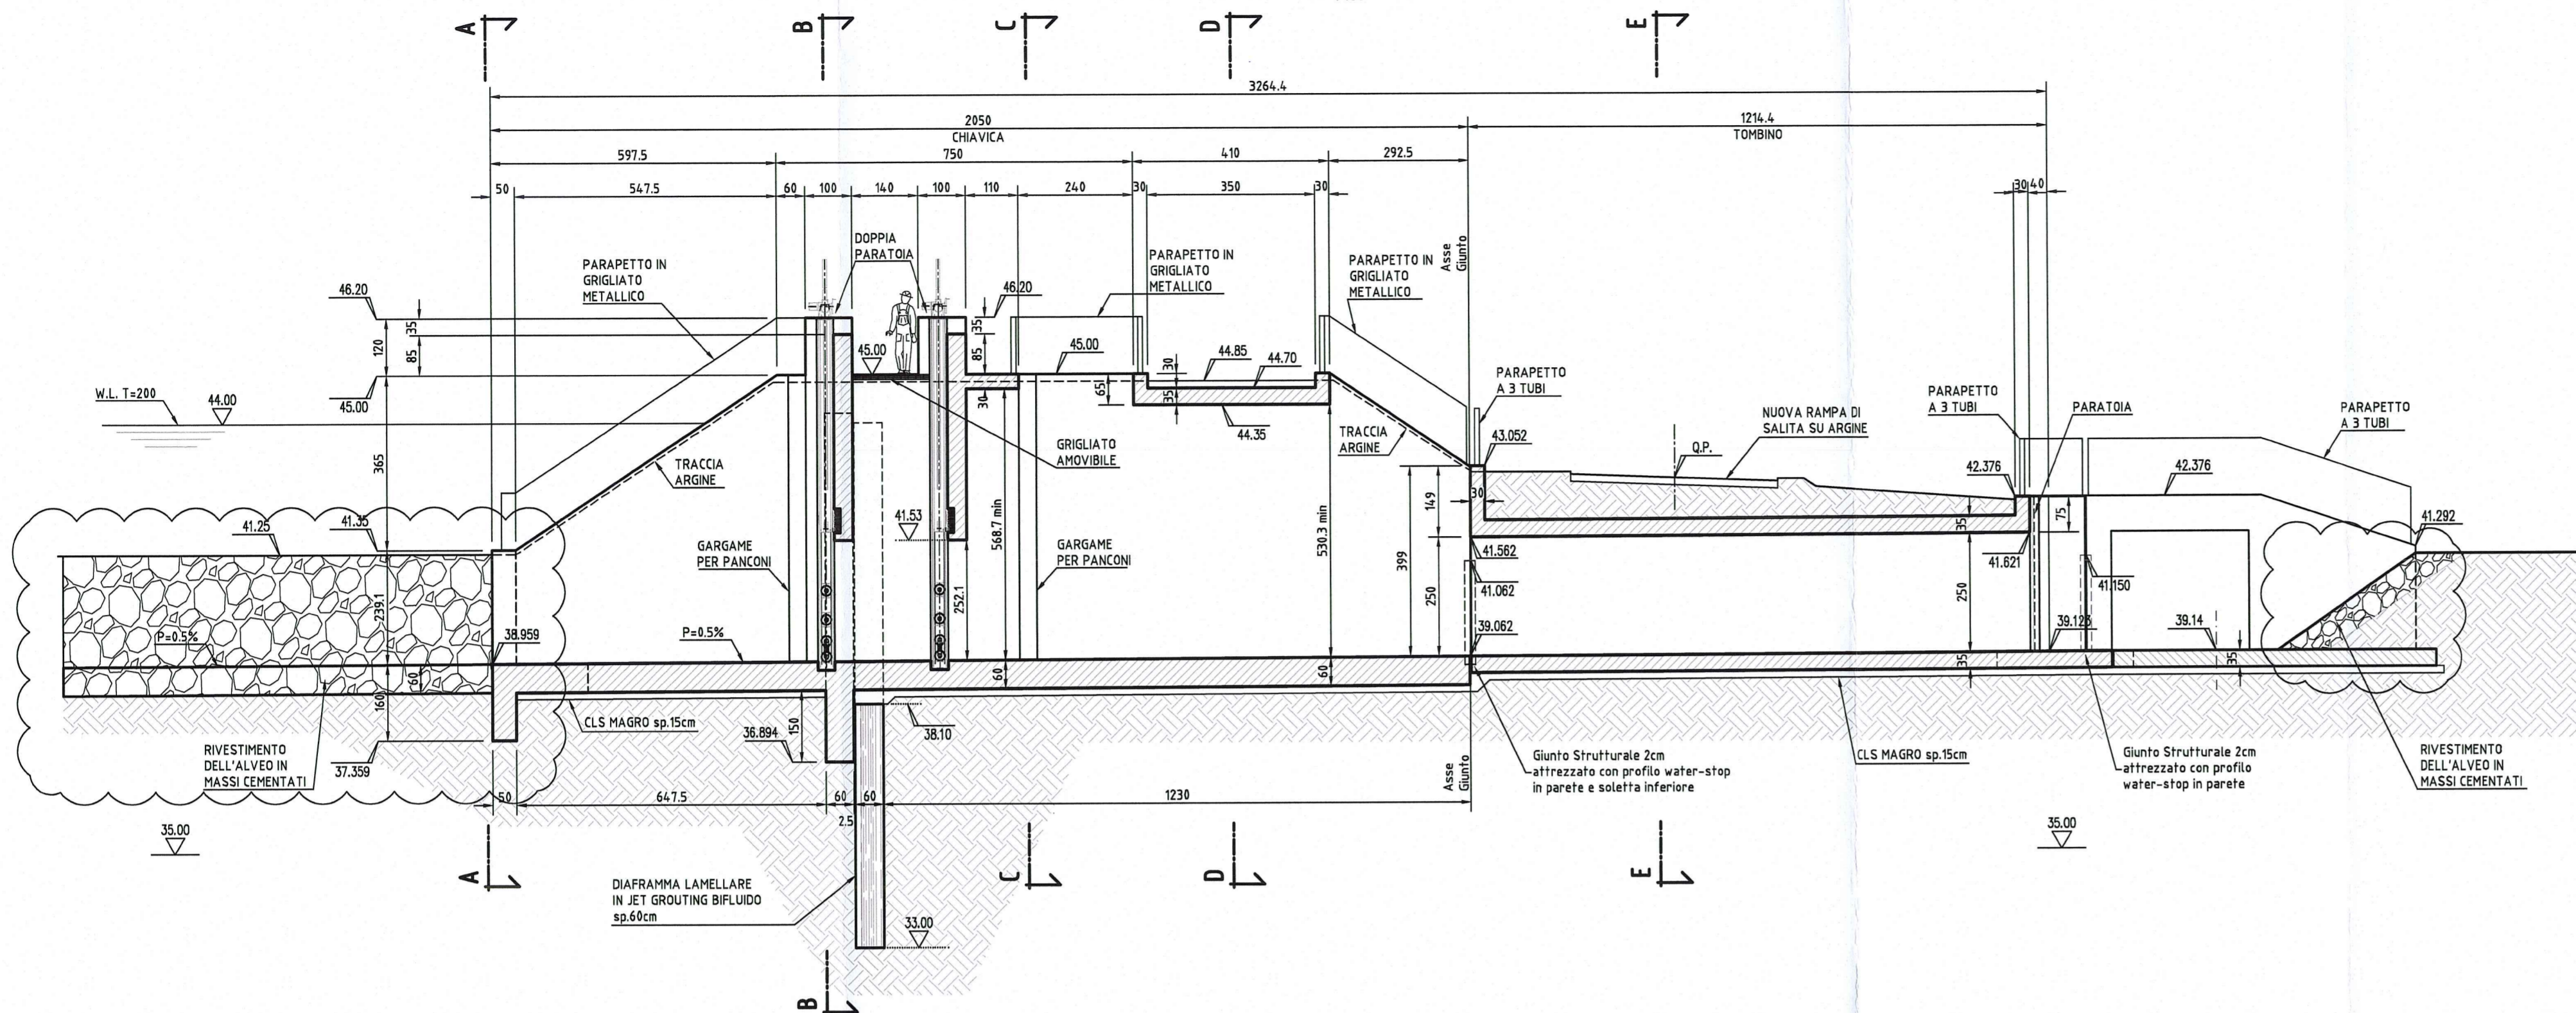 A
B
C
D
E
3264.4
2050
CHIAVICA
1214.4
TOMBINO
597.5
750
410
292.5
50
547.5
60
100
140
100
110
240
30
350
30
30
40
DOPPIA
PARATOIA
PARAPETTO IN
GRIGLIATO
METALLICO
PARAPETTO IN
GRIGLIATO
METALLICO
PARAPETTO IN
GRIGLIATO
METALLICO
Asse
Giunto
46.20
35
85
120
46.20
35
85
45.00
45.00
30
44.85
44.70
65
35
44.35
30
45.00
W.L. T=200
44.00
365
TRACCIA
ARGINE
GRIGLIATO
AMOVIBILE
TRACCIA
ARGINE
PARAPETTO
A 3 TUBI
43.052
NUOVA RAMPA DI
SALITA SU ARGINE
Q.P.
PARAPETTO
A 3 TUBI
PARATOIA
PARAPETTO
A 3 TUBI
42.376
42.376
30
149
399
35
75
41.25
41.35
41.53
568.7 min
530.3 min
41.292
GARGAME
PER PANCONI
GARGAME
PER PANCONI
41.562
41.062
41.621
41.150
239.1
252.1
250
250
P=0.5%
38.959
P=0.5%
39.062
39.123
39.14
60
160
60
60
35
35
CLS MAGRO sp.15cm
150
36.894
38.10
37.359
RIVESTIMENTO
DELL'ALVEO IN
MASSI CEMENTATI
Giunto Strutturale 2cm
attrezzato con profilo water-stop
in parete e soletta inferiore
CLS MAGRO sp.15cm
Giunto Strutturale 2cm
attrezzato con profilo
water-stop in parete
RIVESTIMENTO
DELL'ALVEO IN
MASSI CEMENTATI
Asse
Giunto
50
647.5
60
60
2.5
1230
35.00
35.00
A
C
D
E
DIAFRAMMA LAMELLARE
IN JET GROUTING BIFLUIDO
sp.60cm
33.00
B